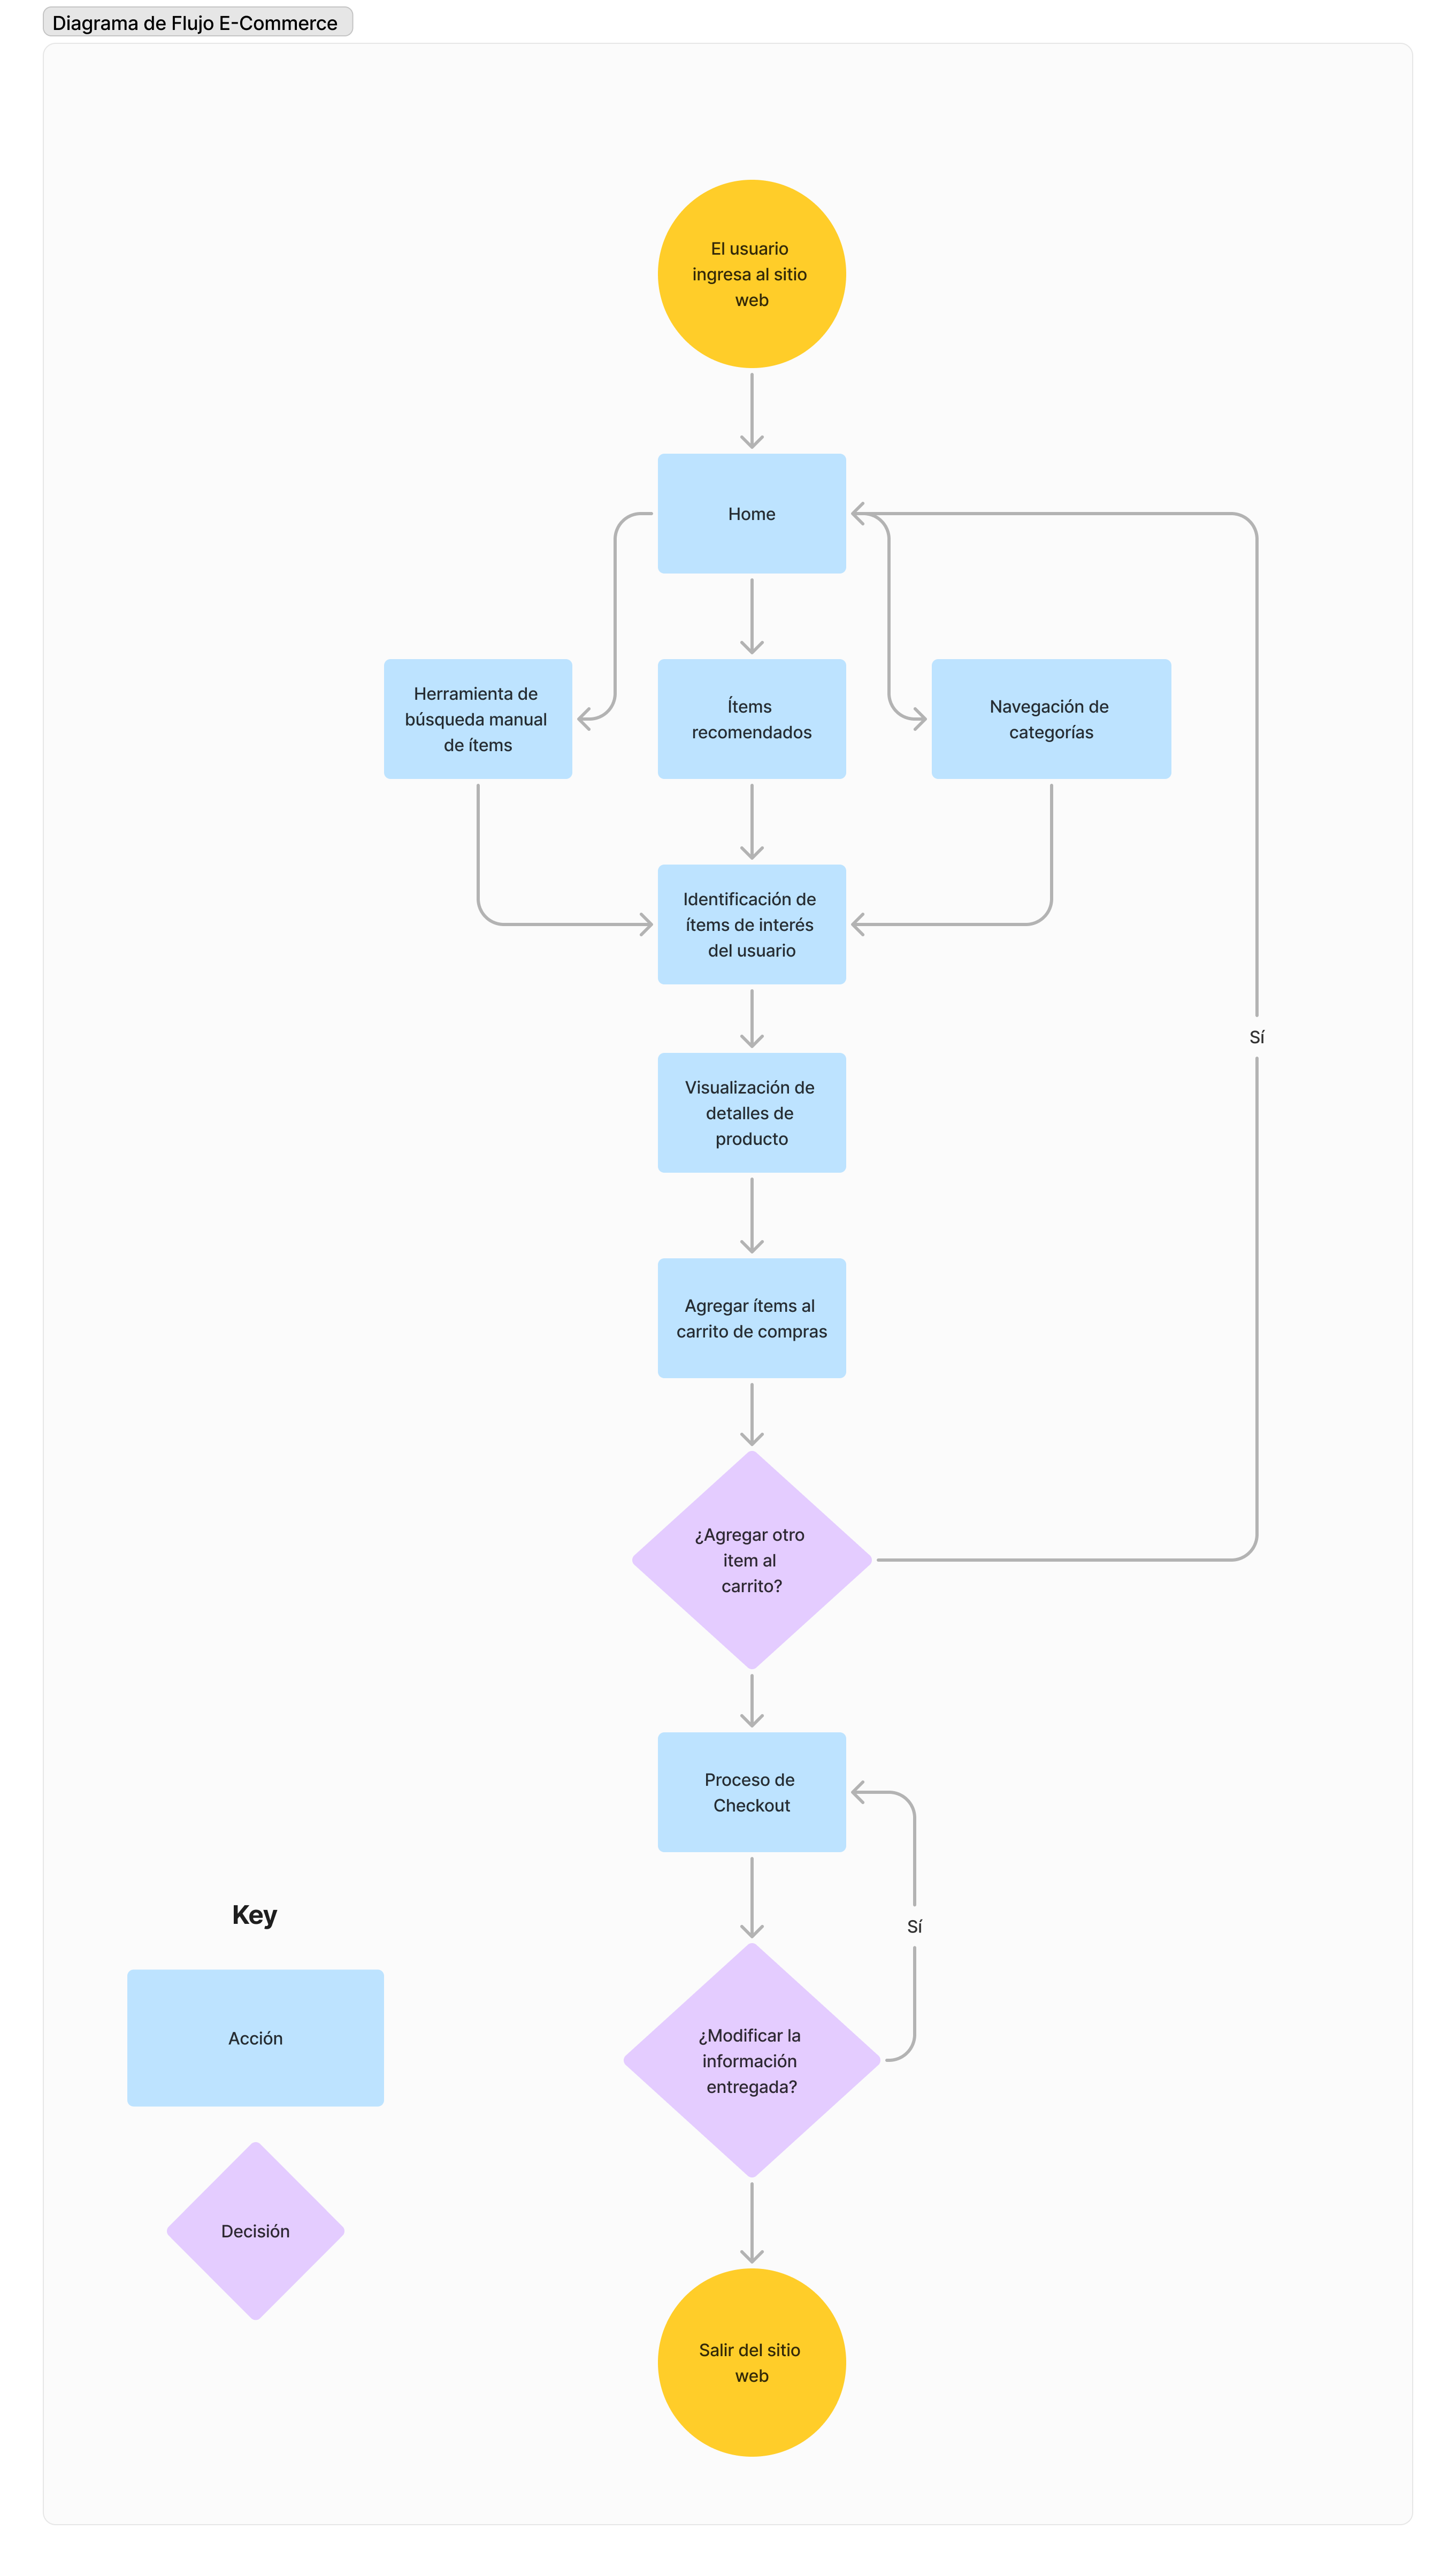 Diagrama de Flujo E-Commerce
El usuario
ingresa al sitio
web
Home
Herramienta de
búsqueda manual
de ítems
Ítems
recomendados
Navegación de
categorías
Identificación de
ítems de interés
del usuario
Sí
Visualización de
detalles de
producto
Agregar ítems al
carrito de compras
¿Agregar otro
item al
carrito?
Proceso de
Checkout
Sí
¿Modificar la
información
entregada?
Salir del sitio
web
Key
Acción
Decisión